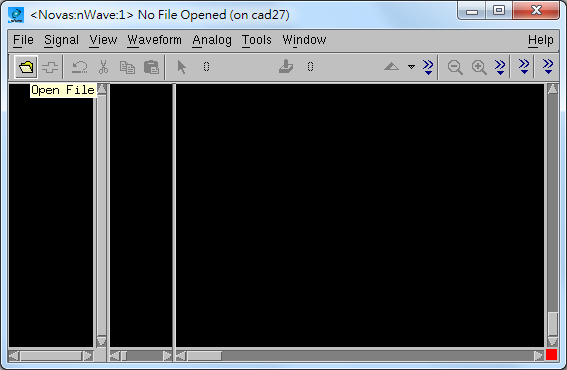 <Novas:nWave:1> No File Opened (on cad27)
File Signal View Waveform Analog Tools Window Help
0 0
Open File